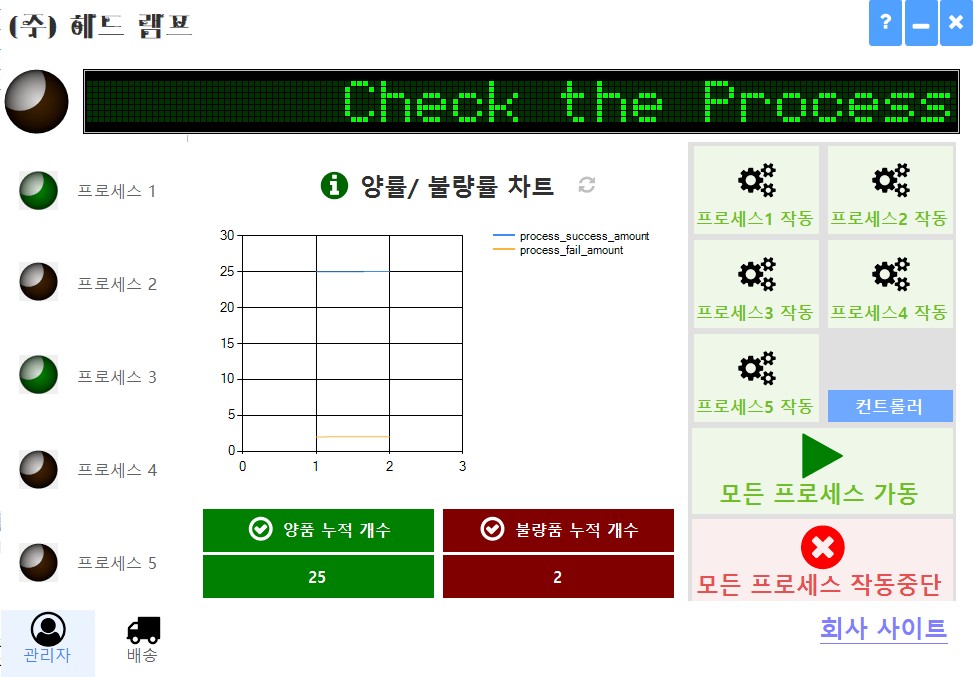 (주) 헤드 램프
?
Check the Process
프로세스 1
프로세스 2
프로세스 3
프로세스 4
프로세스 5
양률/ 불량률 차트
process_success_amount
process_fail_amount
30
25
20
15
10
5
0
0 1 2 3
양품 누적 개수
불량품 누적 개수
25
2
프로세스1 작동
프로세스2 작동
프로세스3 작동
프로세스4 작동
프로세스5 작동
컨트롤러
모든 프로세스 가동
모든 프로세스 작동중단
관리자
배송
회사 사이트